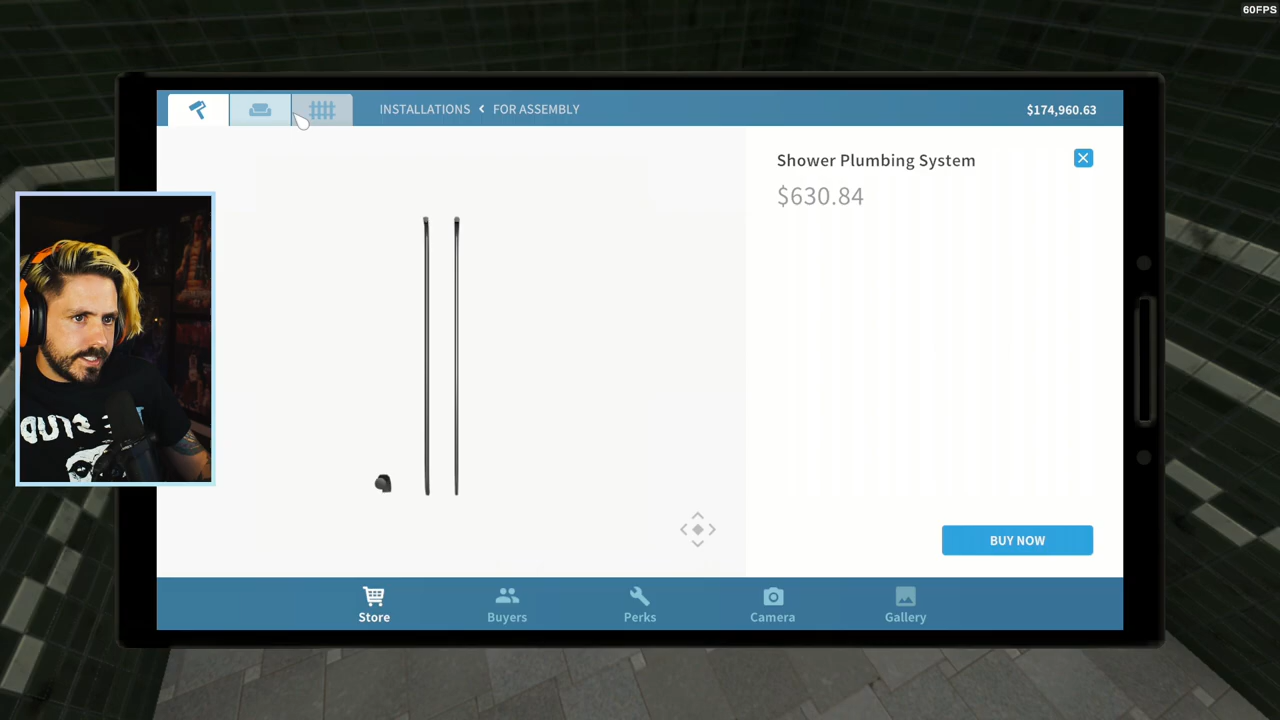 60FPS
INSTALLATIONS < FOR ASSEMBLY
$174,960.63
Shower Plumbing System
$630.84
BUY NOW
Store
Buyers
Perks
Camera
Gallery